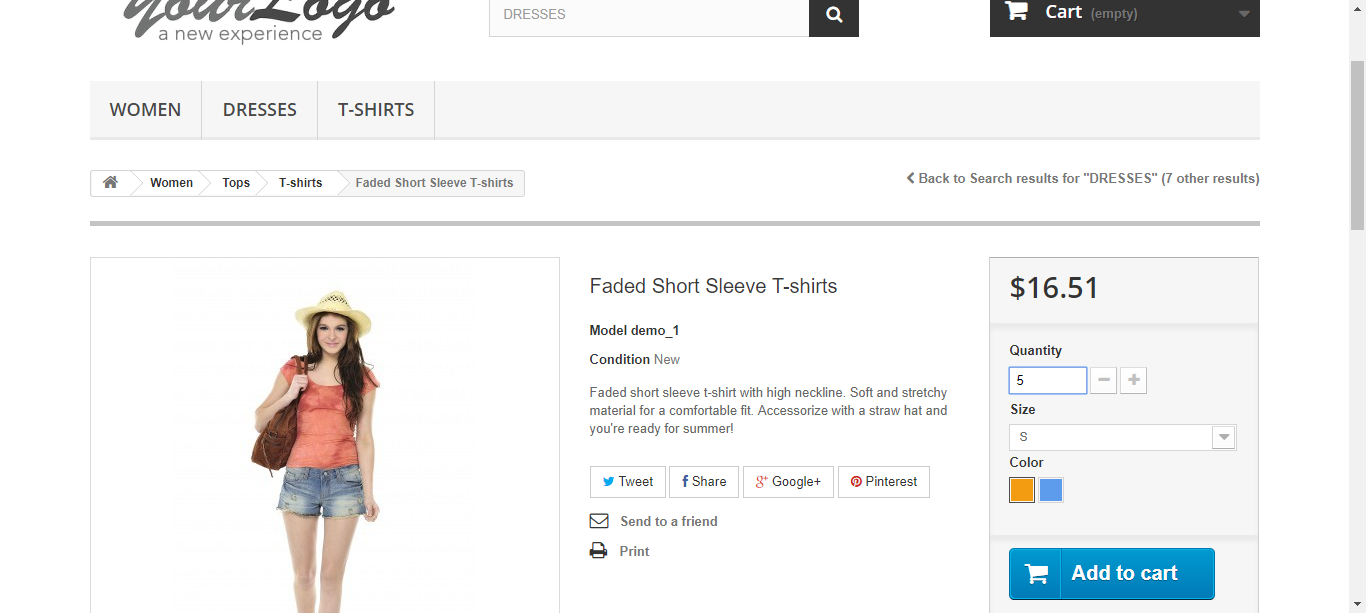 yourLogo
a new experience
DRESSES
Cart (empty)
WOMEN
DRESSES
T-SHIRTS
Women
Tops
T-shirts
Faded Short Sleeve T-shirts
Back to Search results for "DRESSES" (7 other results)
Faded Short Sleeve T-shirts
Model demo_1
Condition New
Faded short sleeve t-shirt with high neckline. Soft and stretchy
material for a comfortable fit. Accessorize with a straw hat and
you're ready for summer!
Tweet
Share
Google+
Pinterest
Send to a friend
Print
$16.51
Quantity
5
Size
S
Color
Add to cart